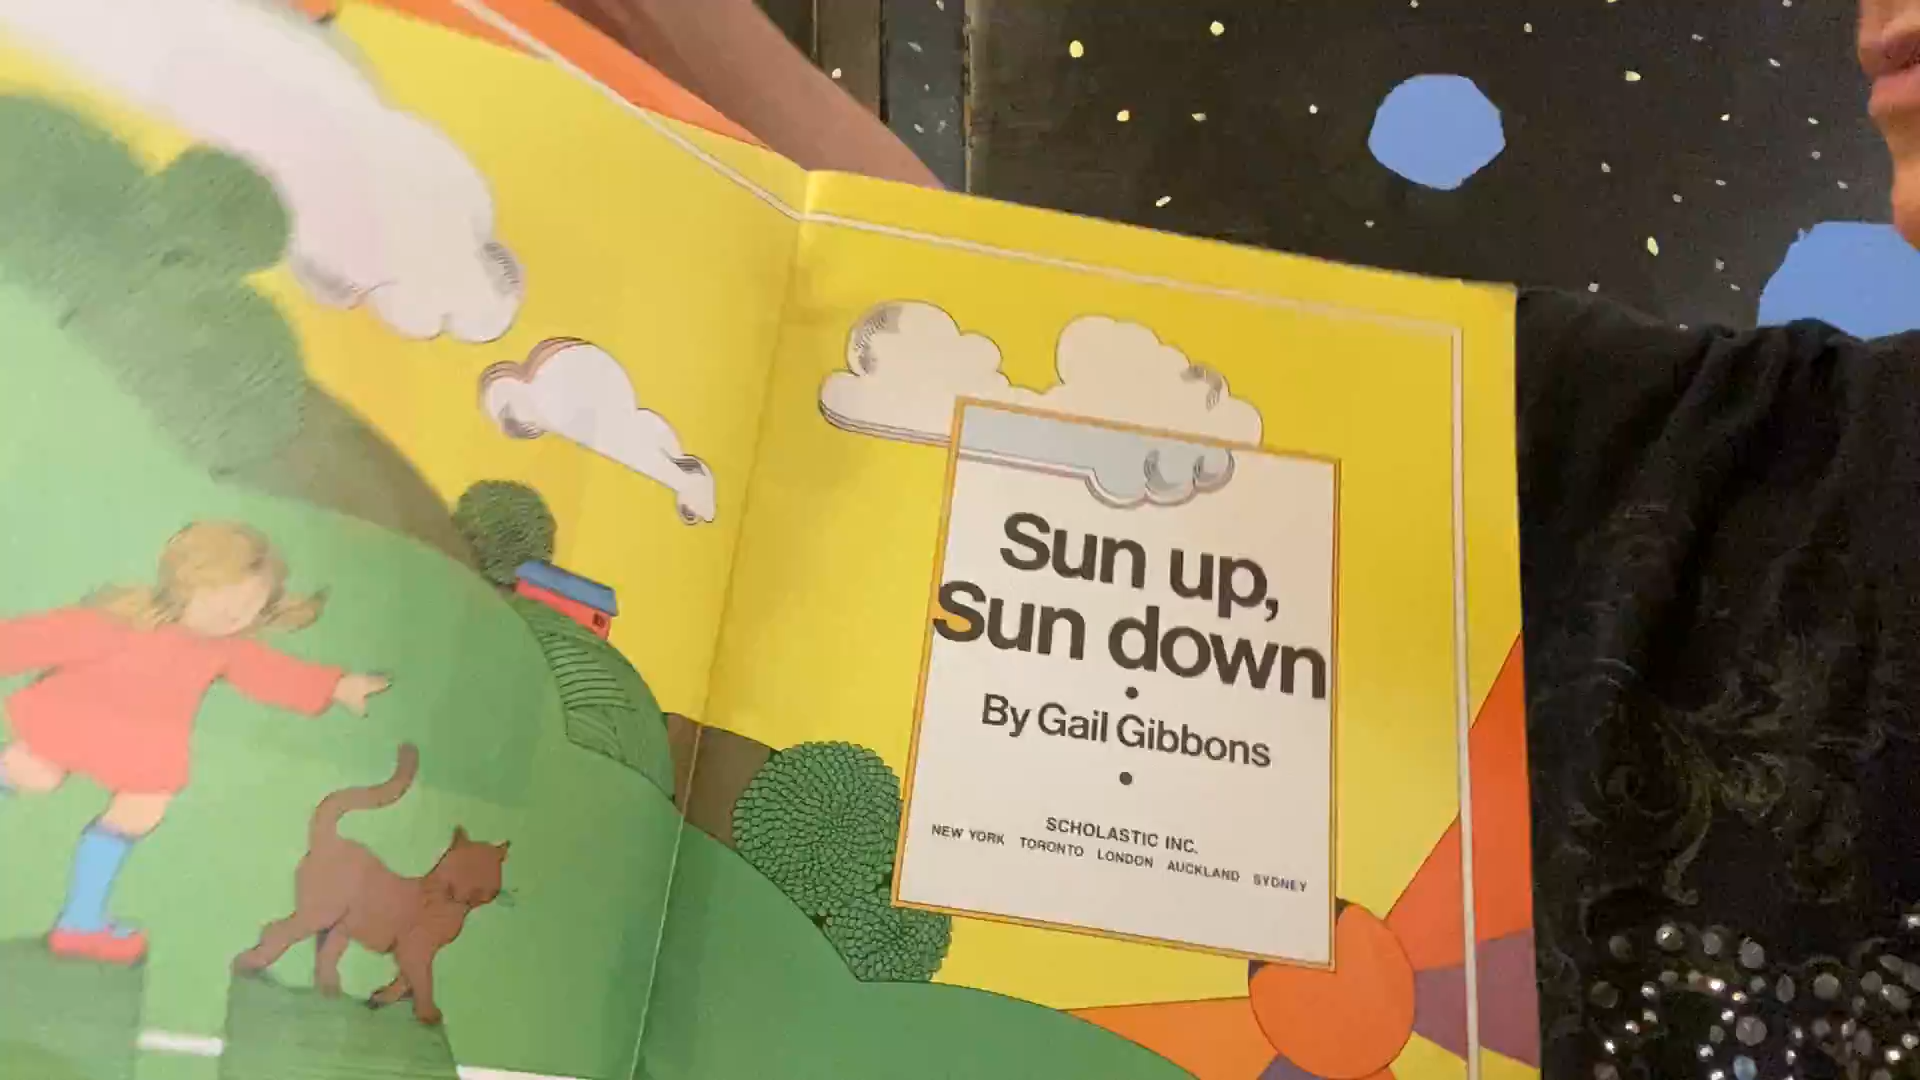 Sun up,
Sun down
By Gail Gibbons
SCHOLASTIC INC.
NEW YORK TORONTO LONDON AUCKLAND SYDNEY